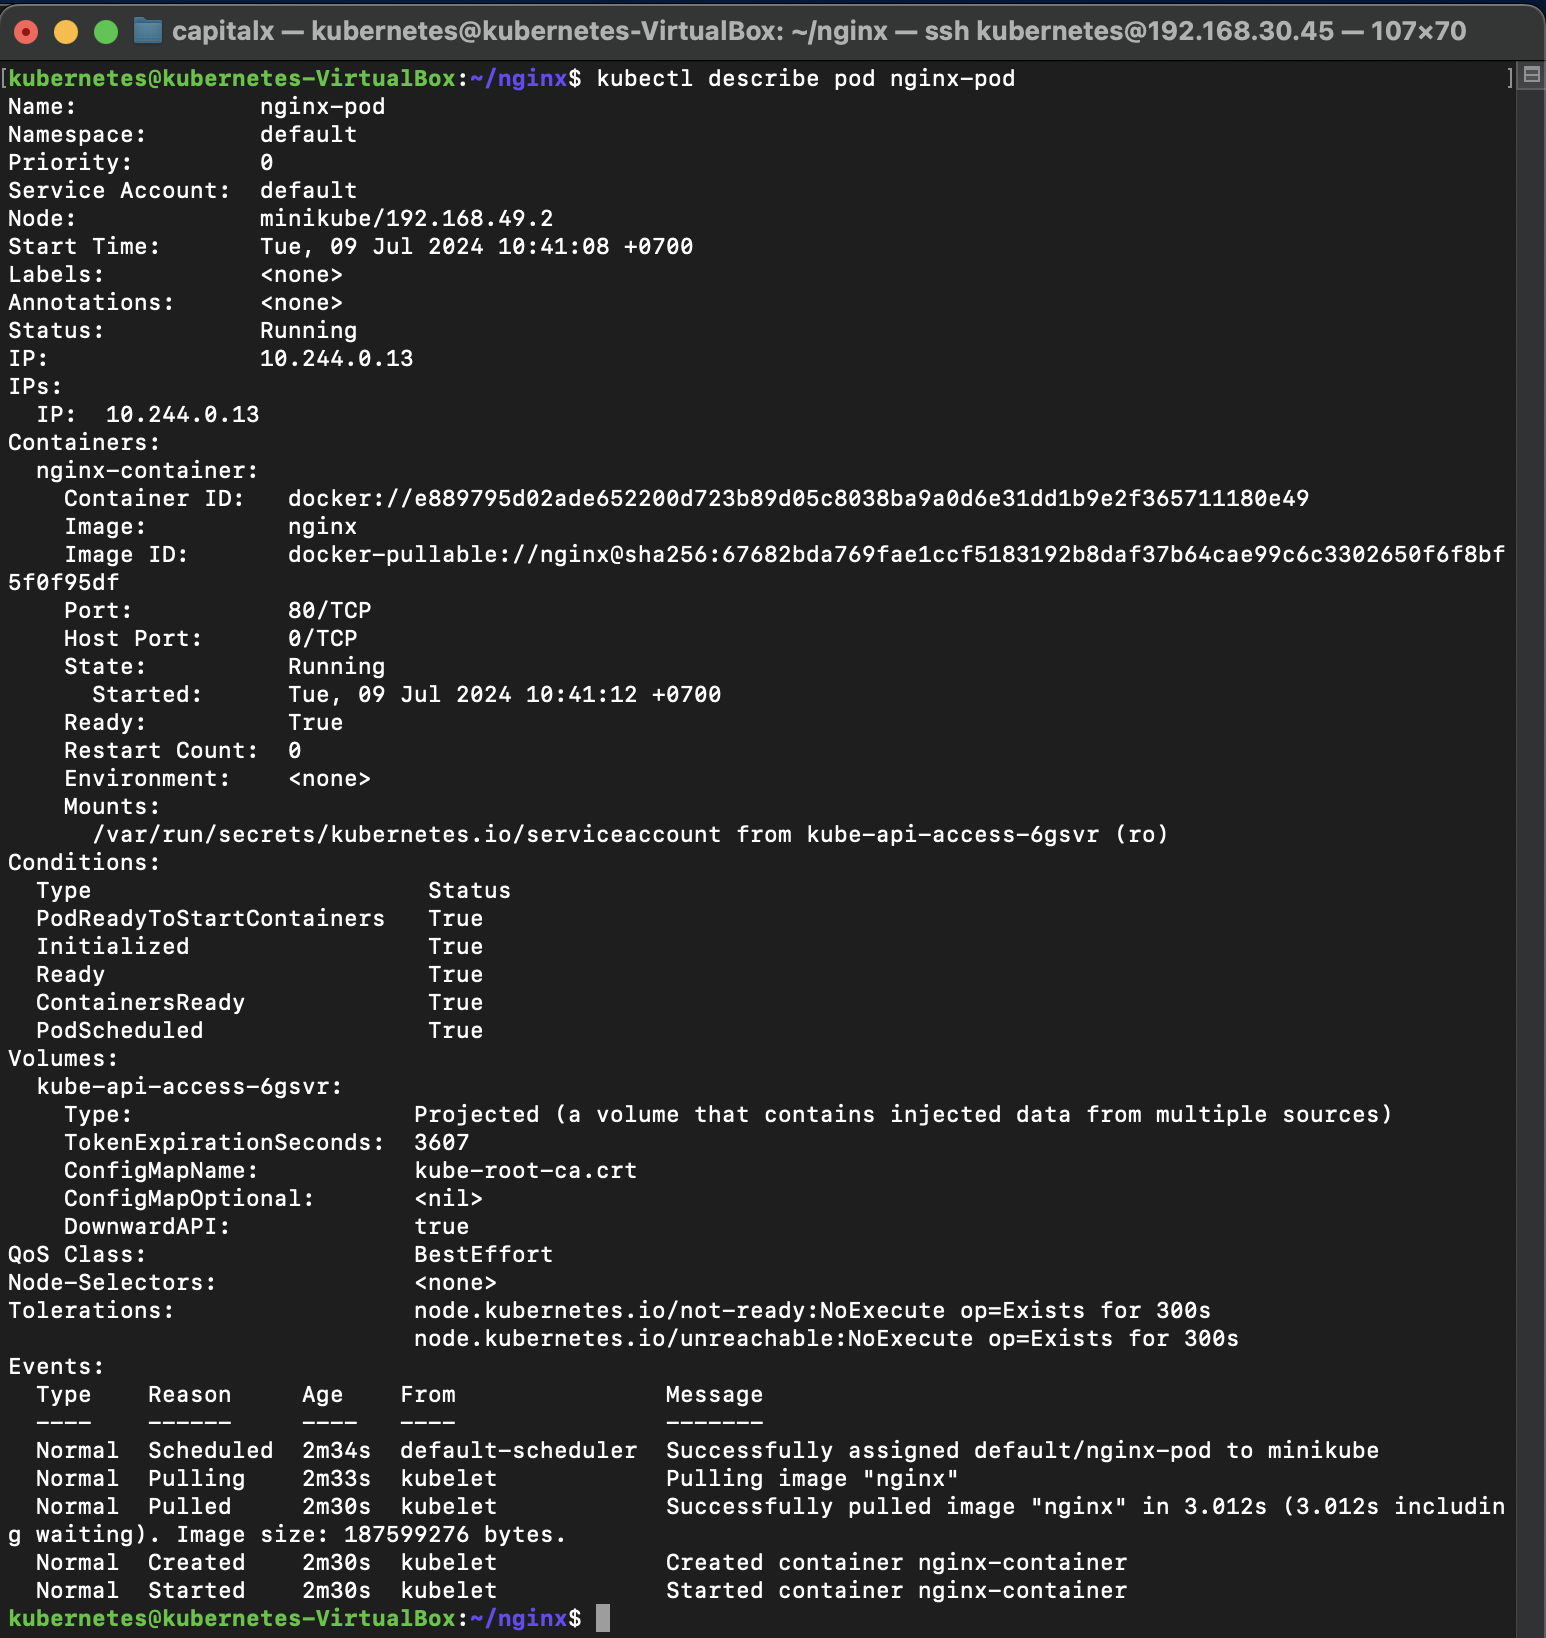 capitalx — kubernetes@kubernetes-VirtualBox: ~/nginx — ssh kubernetes@192.168.30.45 — 107×70
[kubernetes@kubernetes-VirtualBox:~/nginx$ kubectl describe pod nginx-pod ]
Name:             nginx-pod
Namespace:        default
Priority:         0
Service Account:  default
Node:             minikube/192.168.49.2
Start Time:       Tue, 09 Jul 2024 10:41:08 +0700
Labels:           <none>
Annotations:      <none>
Status:           Running
IP:               10.244.0.13
IPs:
  IP:  10.244.0.13
Containers:
  nginx-container:
    Container ID:   docker://e889795d02ade652200d723b89d05c8038ba9a0d6e31dd1b9e2f365711180e49
    Image:          nginx
    Image ID:       docker-pullable://nginx@sha256:67682bda769fae1ccf5183192b8daf37b64cae99c6c3302650f6f8bf
5f0f95df
    Port:           80/TCP
    Host Port:      0/TCP
    State:          Running
      Started:      Tue, 09 Jul 2024 10:41:12 +0700
    Ready:          True
    Restart Count:  0
    Environment:    <none>
    Mounts:
      /var/run/secrets/kubernetes.io/serviceaccount from kube-api-access-6gsvr (ro)
Conditions:
  Type                        Status
  PodReadyToStartContainers   True
  Initialized                 True
  Ready                       True
  ContainersReady             True
  PodScheduled                True
Volumes:
  kube-api-access-6gsvr:
    Type:                    Projected (a volume that contains injected data from multiple sources)
    TokenExpirationSeconds:  3607
    ConfigMapName:           kube-root-ca.crt
    ConfigMapOptional:       <nil>
    DownwardAPI:             true
QoS Class:                   BestEffort
Node-Selectors:              <none>
Tolerations:                 node.kubernetes.io/not-ready:NoExecute op=Exists for 300s
                             node.kubernetes.io/unreachable:NoExecute op=Exists for 300s
Events:
  Type    Reason     Age   From               Message
  ----    ------     ----  ----               -------
  Normal  Scheduled  2m34s  default-scheduler  Successfully assigned default/nginx-pod to minikube
  Normal  Pulling    2m33s  kubelet            Pulling image "nginx"
  Normal  Pulled     2m30s  kubelet            Successfully pulled image "nginx" in 3.012s (3.012s includin
g waiting). Image size: 187599276 bytes.
  Normal  Created    2m30s  kubelet            Created container nginx-container
  Normal  Started    2m30s  kubelet            Started container nginx-container
kubernetes@kubernetes-VirtualBox:~/nginx$